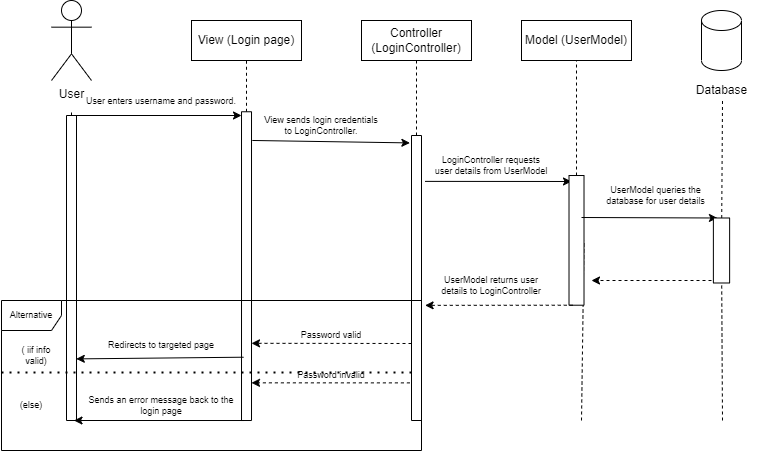 View (Login page)
Controller
(LoginController)
Model (UserModel)
User
Database
User enters username and password.
View sends login credentials
to LoginController.
LoginController requests
user details from UserModel
UserModel queries the
database for user details
UserModel returns user
details to LoginController
Alternative
Password valid
Redirects to targeted page
( iif info
valid)
Password invalid
Sends an error message back to the
login page
(else)